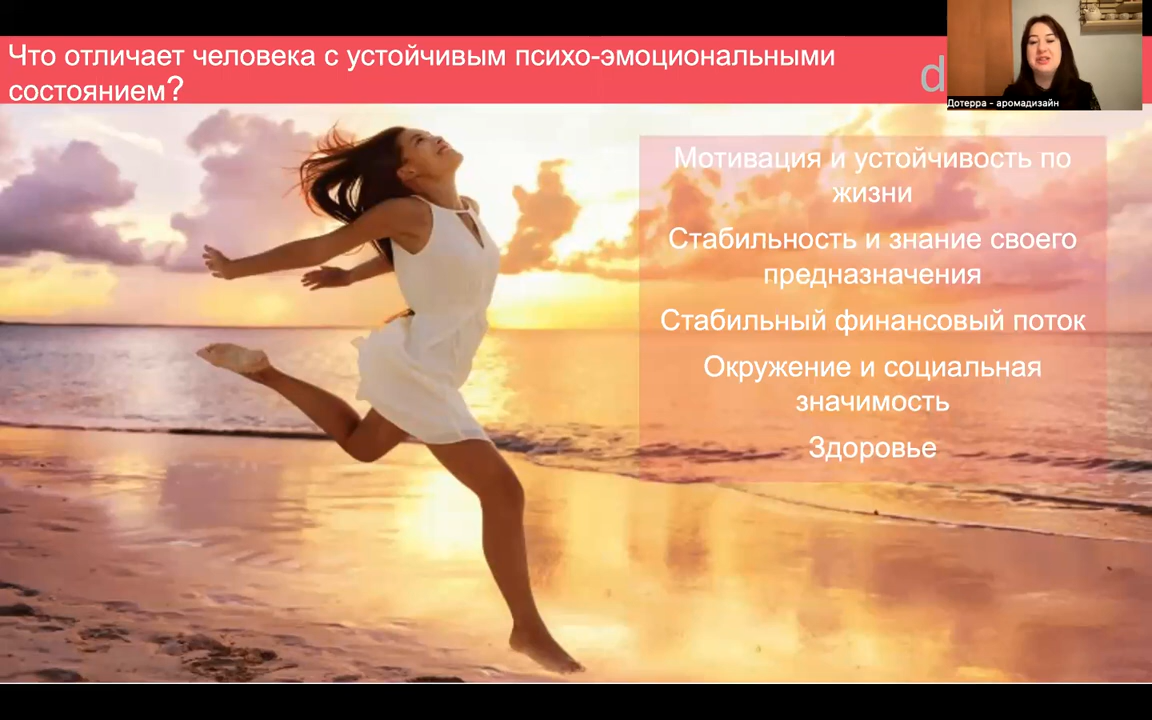 Что отличает человека с устойчивым психо-эмоциональными
состоянием?
d
Дотерра - аромадизайн
Мотивация и устойчивость по
жизни
Стабильность и знание своего
предназначения
Стабильный финансовый поток
Окружение и социальная
значимость
Здоровье